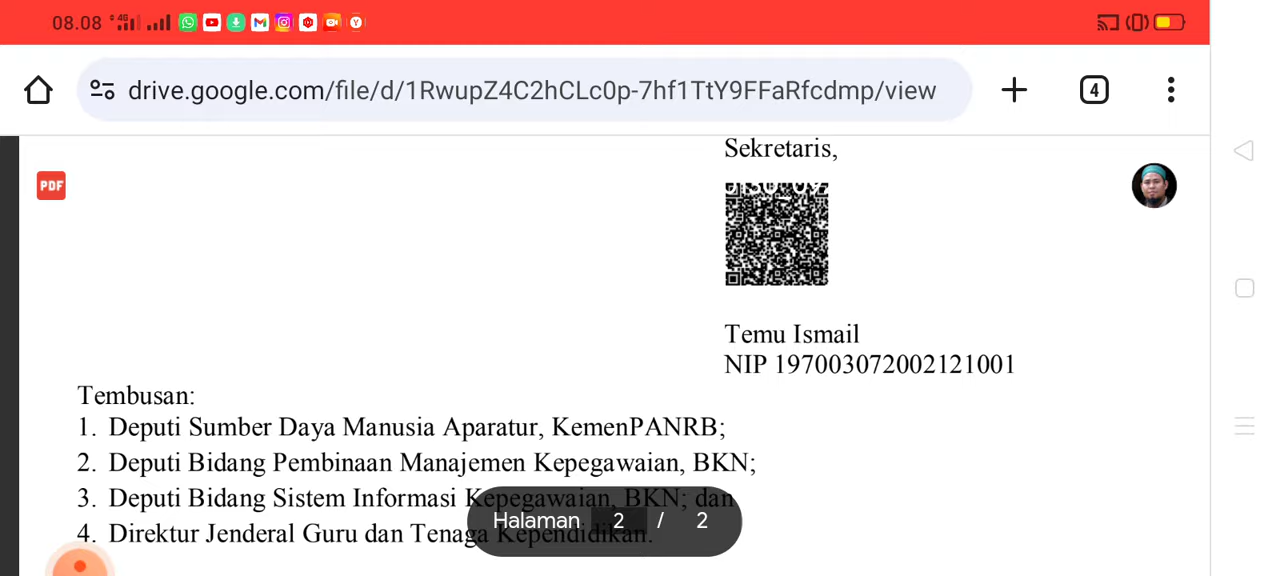 08.08
4G
drive.google.com/file/d/1RwupZ4C2hCLc0p-7hf1TtY9FFaRfcdmp/view
4
Sekretaris,
PDF
Temu Ismail
NIP 197003072002121001
Tembusan:
1. Deputi Sumber Daya Manusia Aparatur, KemenPANRB;
2. Deputi Bidang Pembinaan Manajemen Kepegawaian, BKN;
3. Deputi Bidang Sistem Informasi Kepegawaian, BKN; dan
4. Direktur Jenderal Guru dan Tenaga Kependidikan.
Halaman 2 / 2